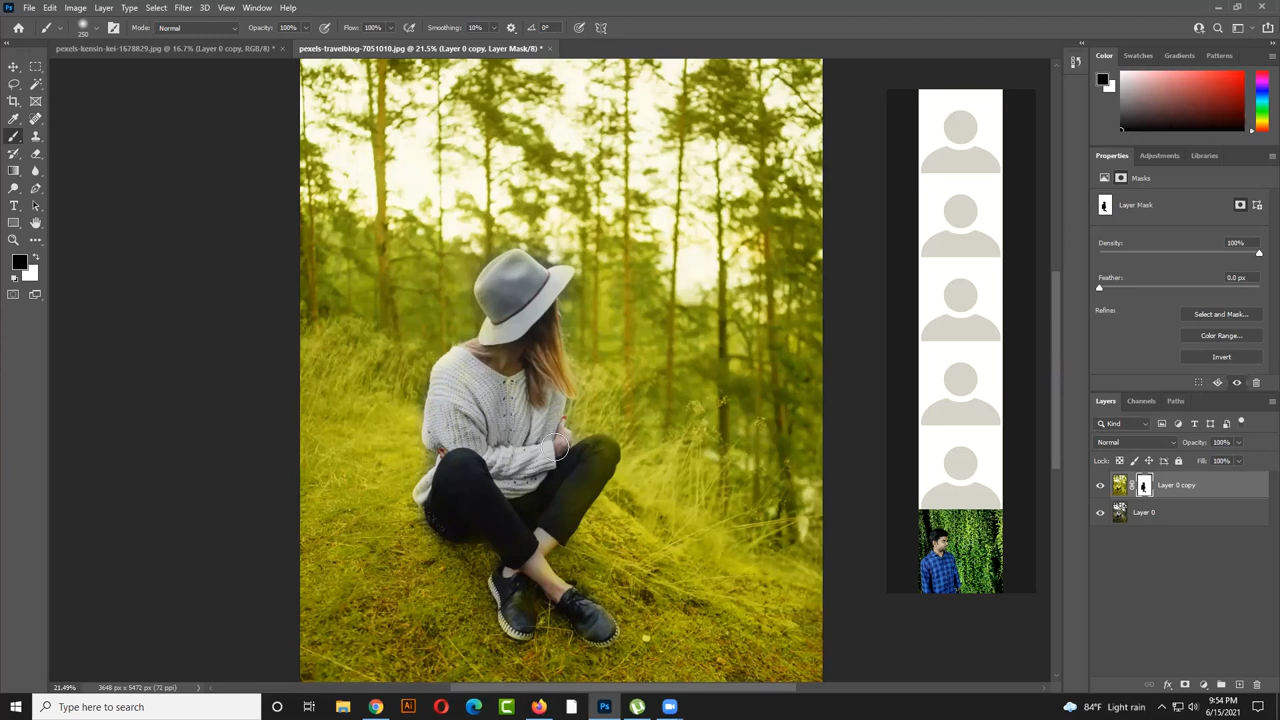 File Edit Image Layer Type Select Filter 3D View Window Help
250 Mode: Normal Opacity: 100% Flow: 100% Smoothing: 10% 0°
pexels-kensin-kei-1678829.jpg @ 16.7% (Layer 0 copy, RGB/8) * ×
pexels-travelblog-7051010.jpg @ 21.5% (Layer 0 copy, Layer Mask/8) * ×
Color Swatches Gradients Patterns
Properties Adjustments Libraries
Masks
Layer Mask
Density: 100%
Feather: 0.0 px
Refine: Select and Mask...
Color Range...
Invert
Layers Channels Paths
Kind
Normal Opacity: 100%
Lock: Fill: 100%
Layer 0 copy
Layer 0
21.49% 3648 px x 5472 px (72 ppi)
Type here to search
84°F Light rain
9:54 PM
6/15/2021